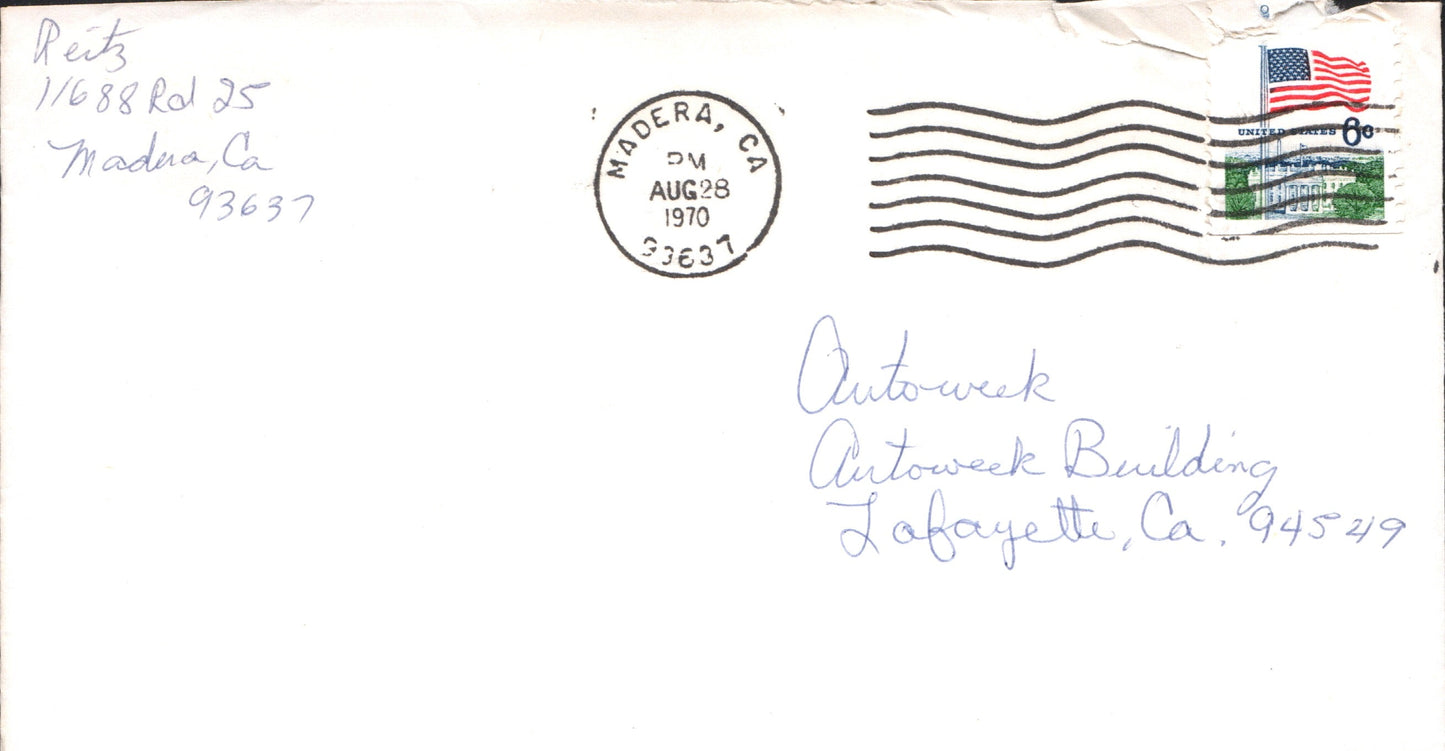 Reitz
11688 Rd 25
Madera, Ca
93637
MADERA, CA
PM
AUG 28
1970
93637
UNITED STATES 6c
Autoweek
Autoweek Building
Lafayette, Ca. 94549